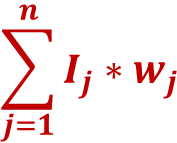 n
∑ I_j * w_j
j=1